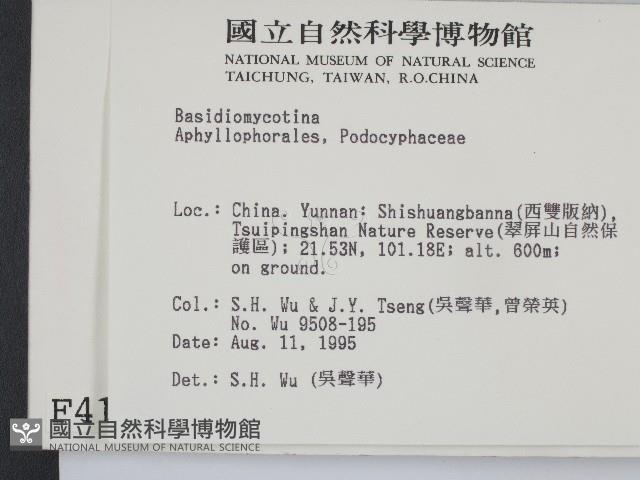 國立自然科學博物館
NATIONAL MUSEUM OF NATURAL SCIENCE
TAICHUNG, TAIWAN, R.O.CHINA
Basidiomycotina
Aphyllophorales, Podocyphaceae
Loc.: China. Yunnan: Shishuangbanna(西雙版納),
Tsuipingshan Nature Reserve(翠屏山自然保
護區); 21.53N, 101.18E; alt. 600m;
on ground.
Col.: S.H. Wu & J.Y. Tseng(吳聲華,曾榮英)
No. Wu 9508-195
Date: Aug. 11, 1995
Det.: S.H. Wu (吳聲華)
F41
國立自然科學博物館
NATIONAL MUSEUM OF NATURAL SCIENCE